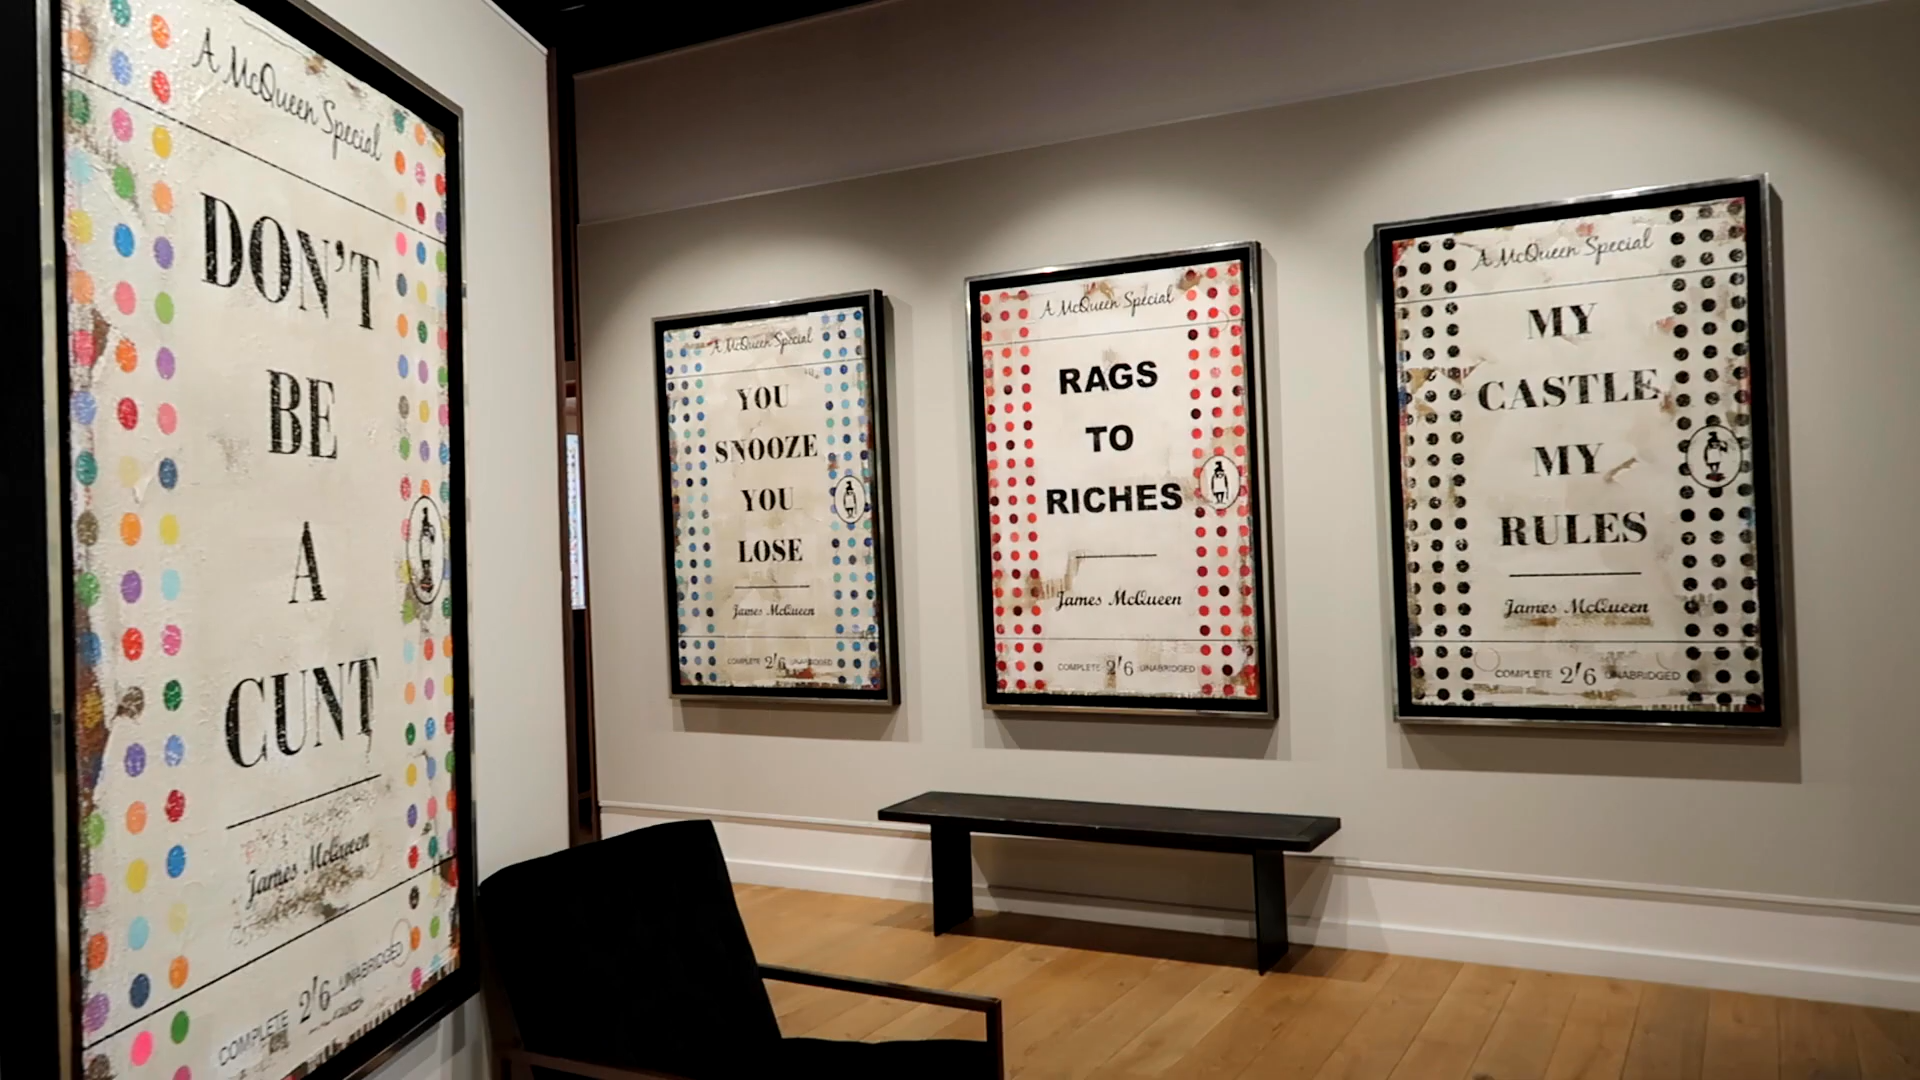 A McQueen Special
DON'T
BE
A
CUNT
James McQueen
COMPLETE 2'6 UNABRIDGED
A McQueen Special
YOU
SNOOZE
YOU
LOSE
James McQueen
COMPLETE 2'6 UNABRIDGED
A McQueen Special
RAGS
TO
RICHES
James McQueen
COMPLETE 2'6 UNABRIDGED
A McQueen Special
MY
CASTLE
MY
RULES
James McQueen
COMPLETE 2'6 UNABRIDGED